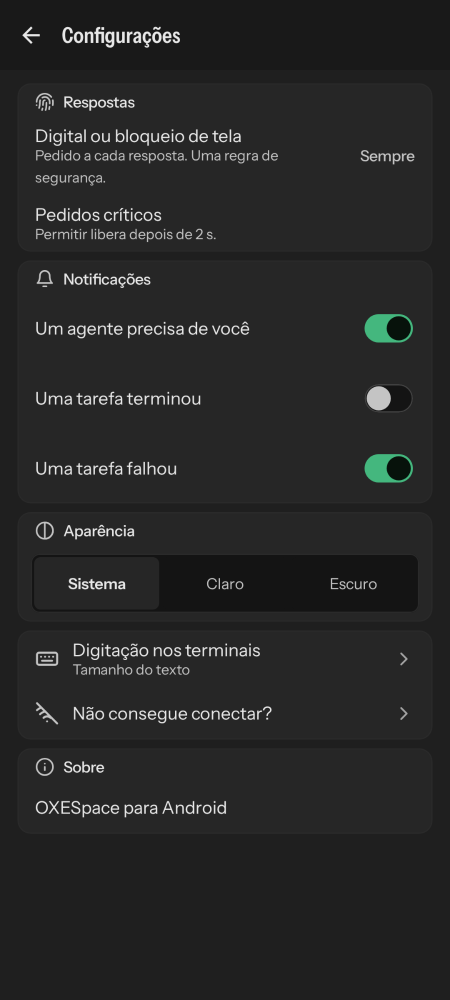 Configurações
Respostas
Digital ou bloqueio de tela
Pedido a cada resposta. Uma regra de
segurança.
Sempre
Pedidos críticos
Permitir libera depois de 2 s.
Notificações
Um agente precisa de você
Uma tarefa terminou
Uma tarefa falhou
Aparência
Sistema
Claro
Escuro
Digitação nos terminais
Tamanho do texto
Não consegue conectar?
Sobre
OXESpace para Android